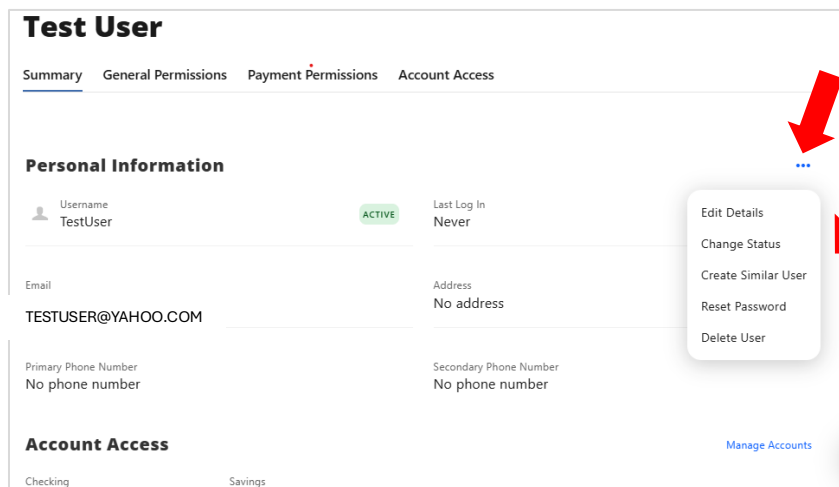 Test User
Summary General Permissions Payment Permissions Account Access
Personal Information
Username
TestUser
ACTIVE
Last Log In
Never
Edit Details
Change Status
Create Similar User
Reset Password
Delete User
Email
TESTUSER@YAHOO.COM
Address
No address
Primary Phone Number
No phone number
Secondary Phone Number
No phone number
Account Access
Manage Accounts
Checking Savings